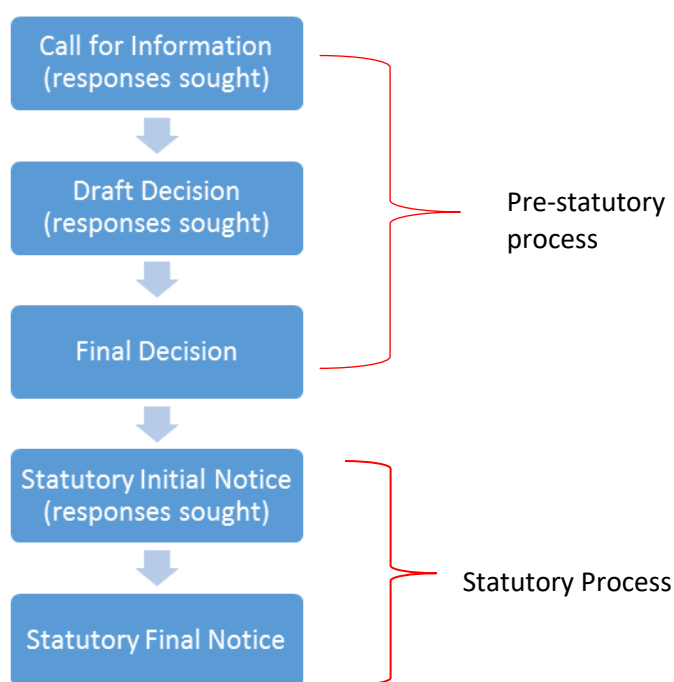 Call for Information
(responses sought)
Draft Decision
(responses sought)
Pre-statutory
process
Final Decision
Statutory Initial Notice
(responses sought)
Statutory Process
Statutory Final Notice